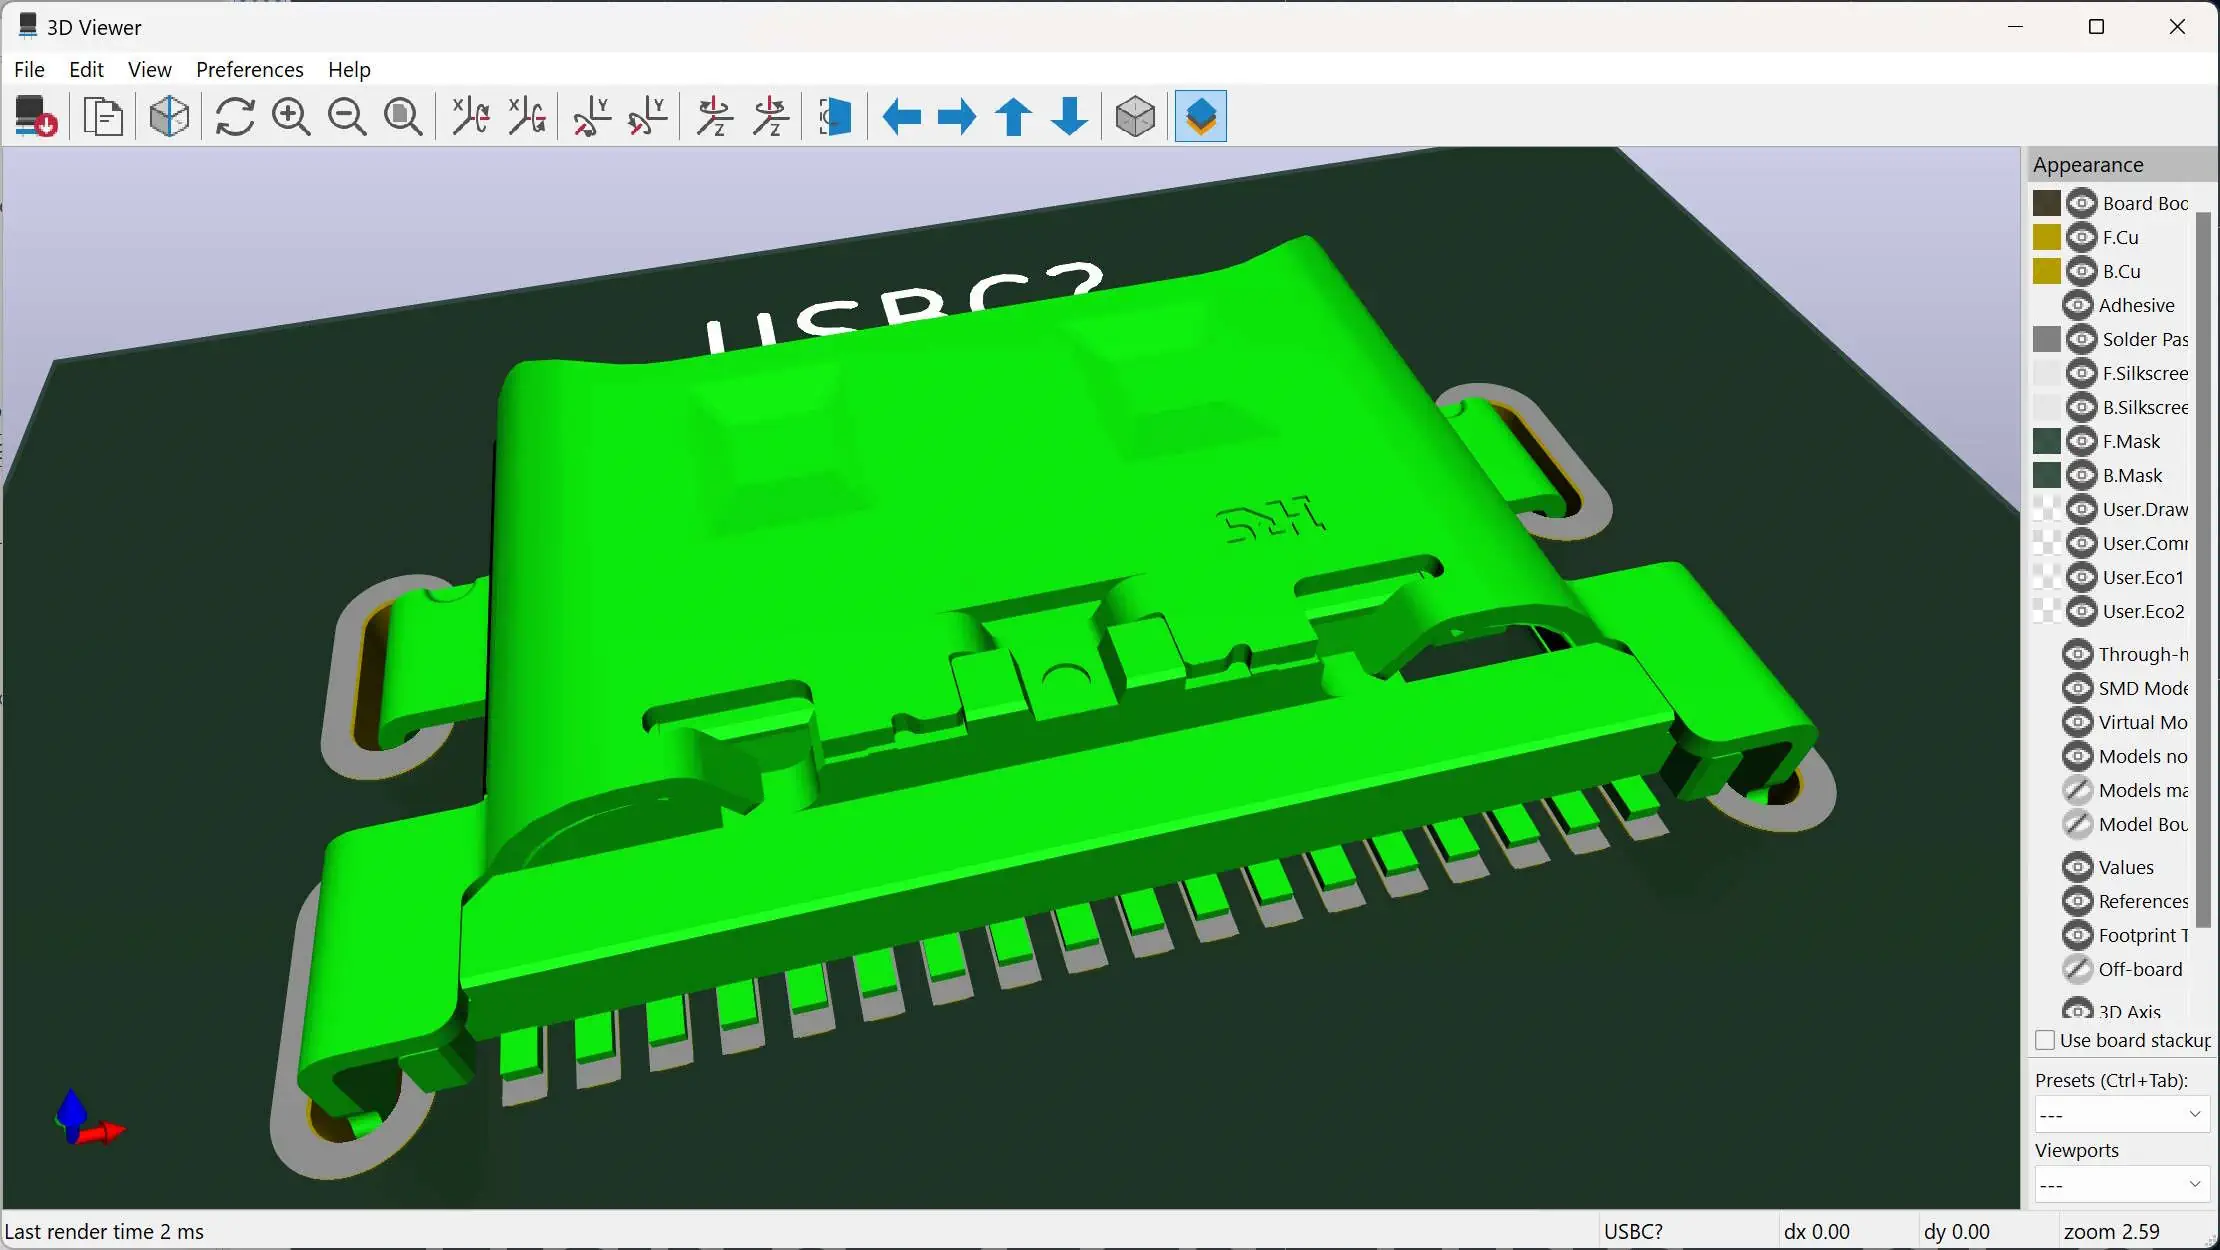 3D Viewer
File Edit View Preferences Help
Appearance
Board Boo
F.Cu
B.Cu
Adhesive
Solder Pas
F.Silkscree
B.Silkscree
F.Mask
B.Mask
User.Draw
User.Com
User.Eco1
User.Eco2
Through-h
SMD Mode
Virtual Mo
Models no
Models ma
Model Bou
Values
References
Footprint T
Off-board
3D Axis
Use board stackup
Presets (Ctrl+Tab):
---
Viewports
---
USBC?
X X Y Y Z Z
Last render time 2 ms
USBC?
dx 0.00
dy 0.00
zoom 2.59